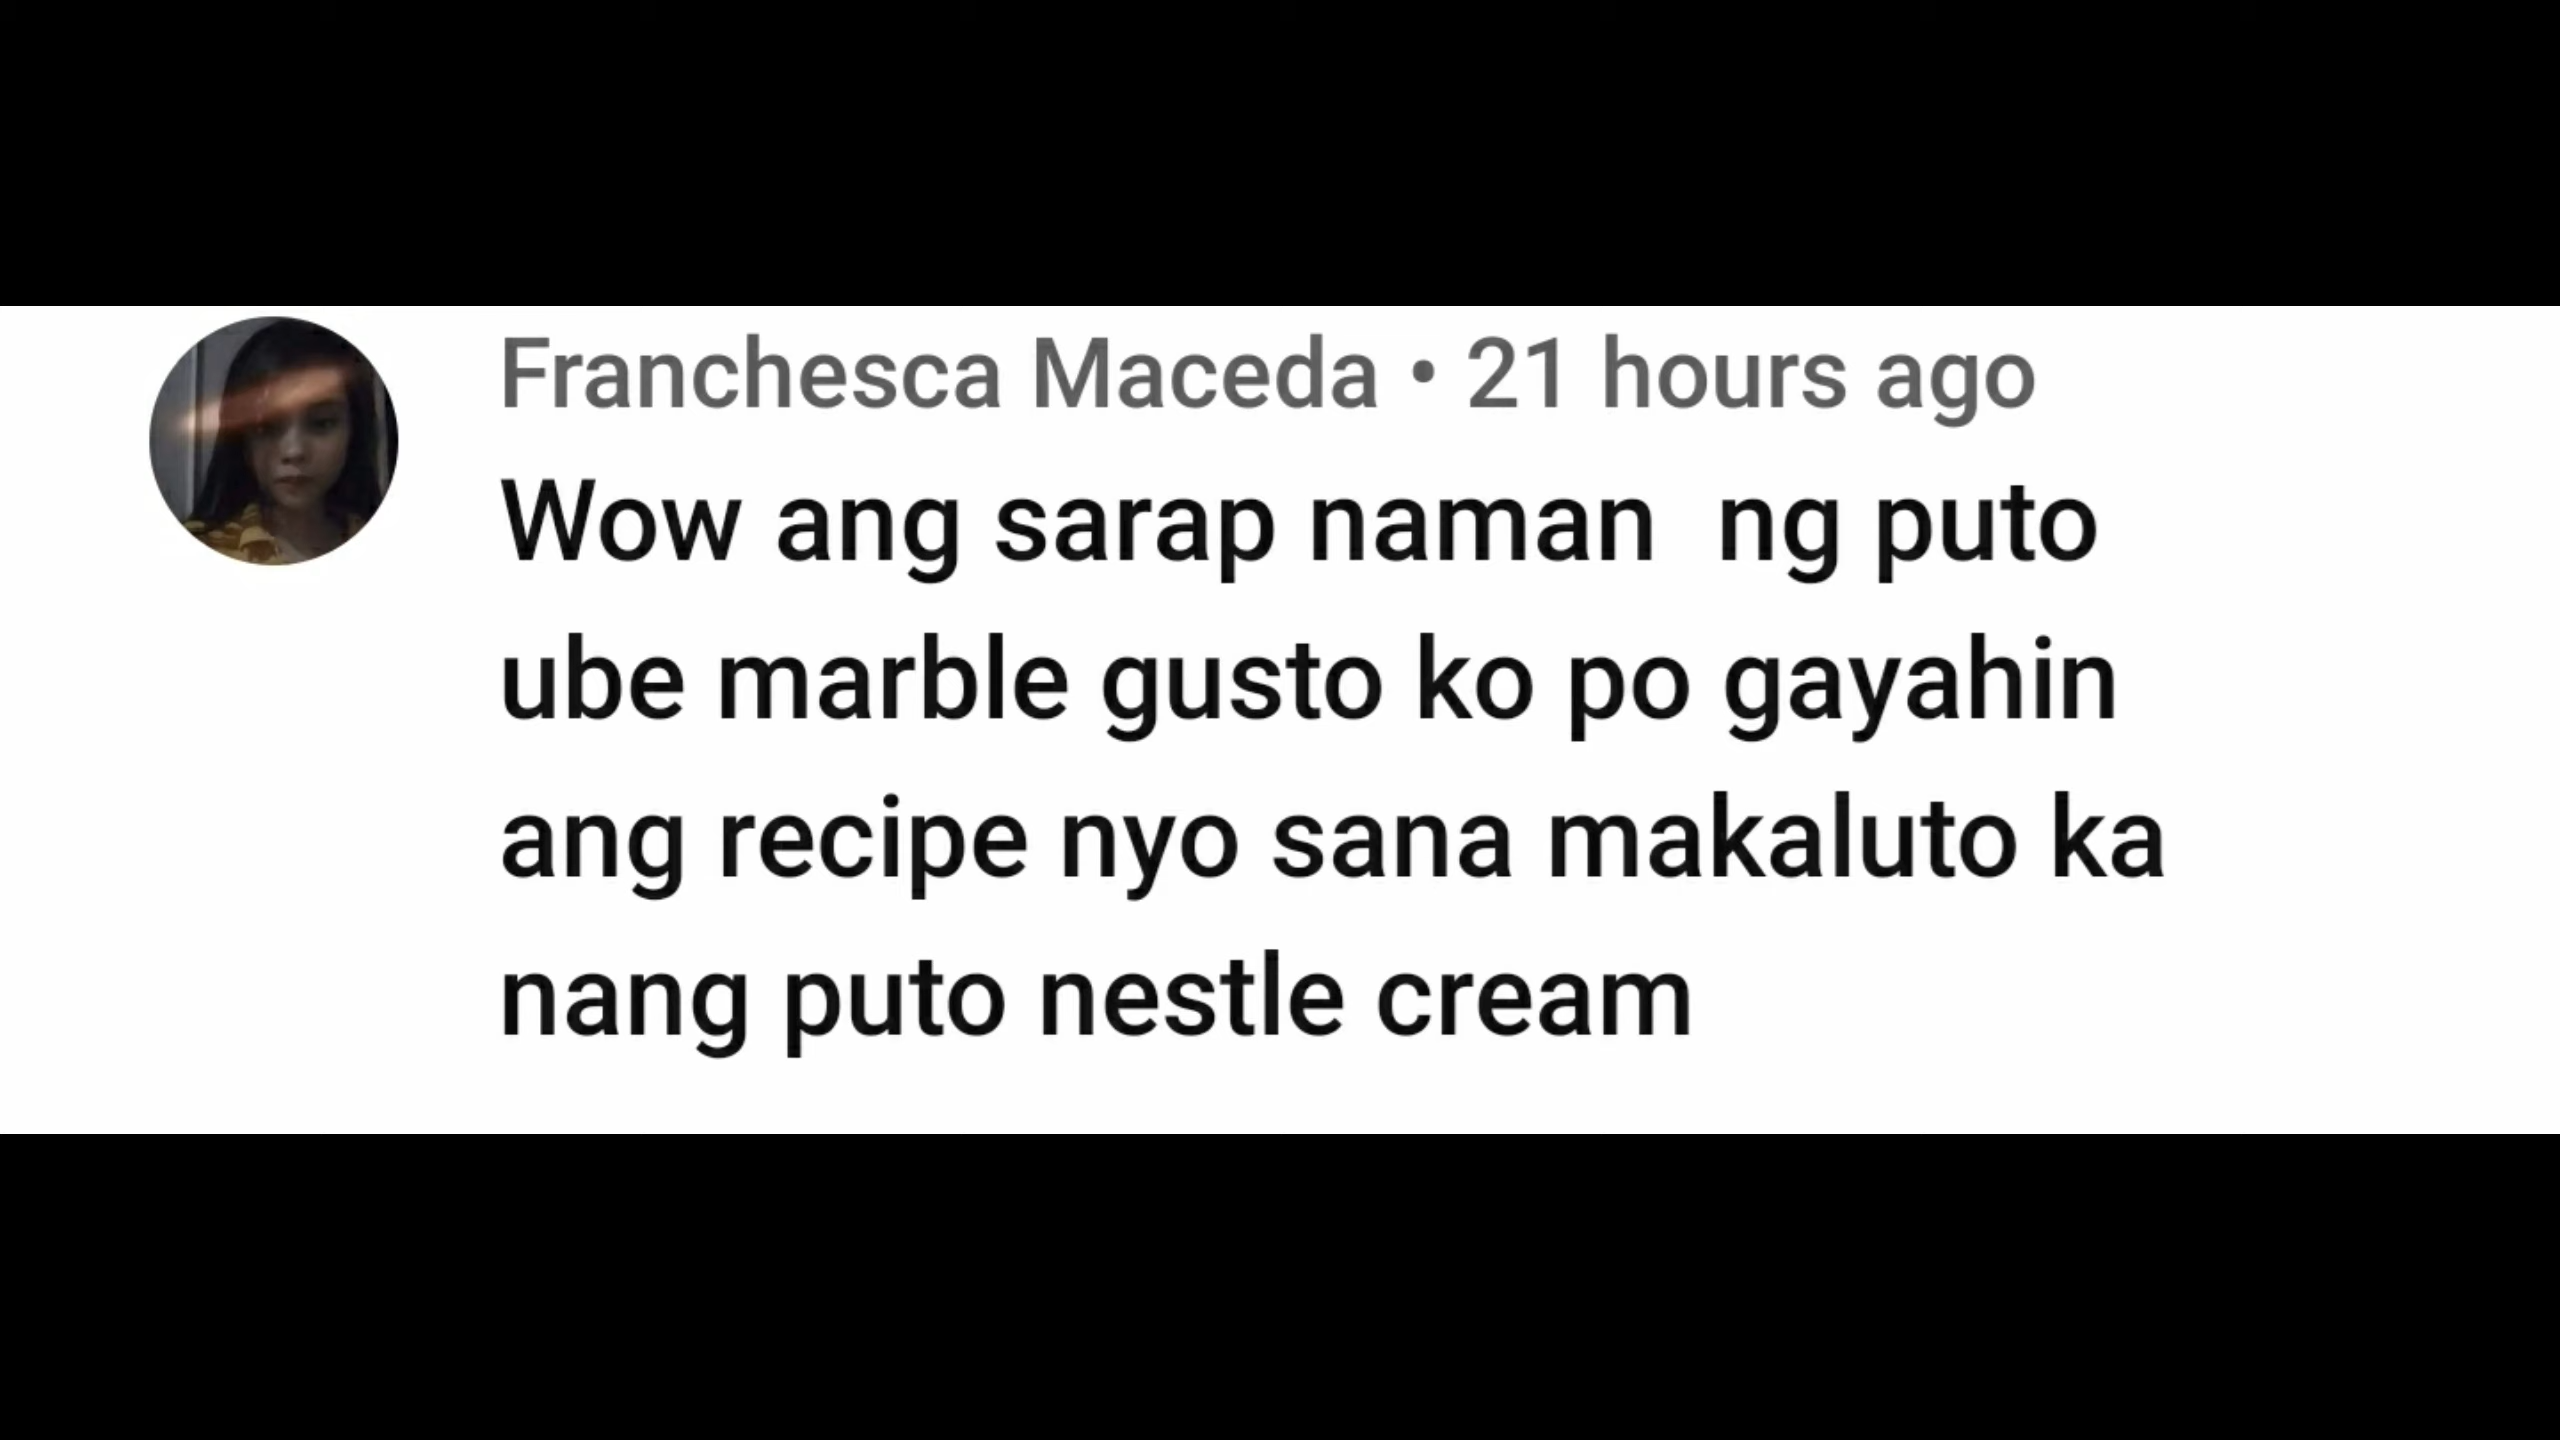 Franchesca Maceda • 21 hours ago
Wow ang sarap naman  ng puto
ube marble gusto ko po gayahin
ang recipe nyo sana makaluto ka
nang puto nestle cream